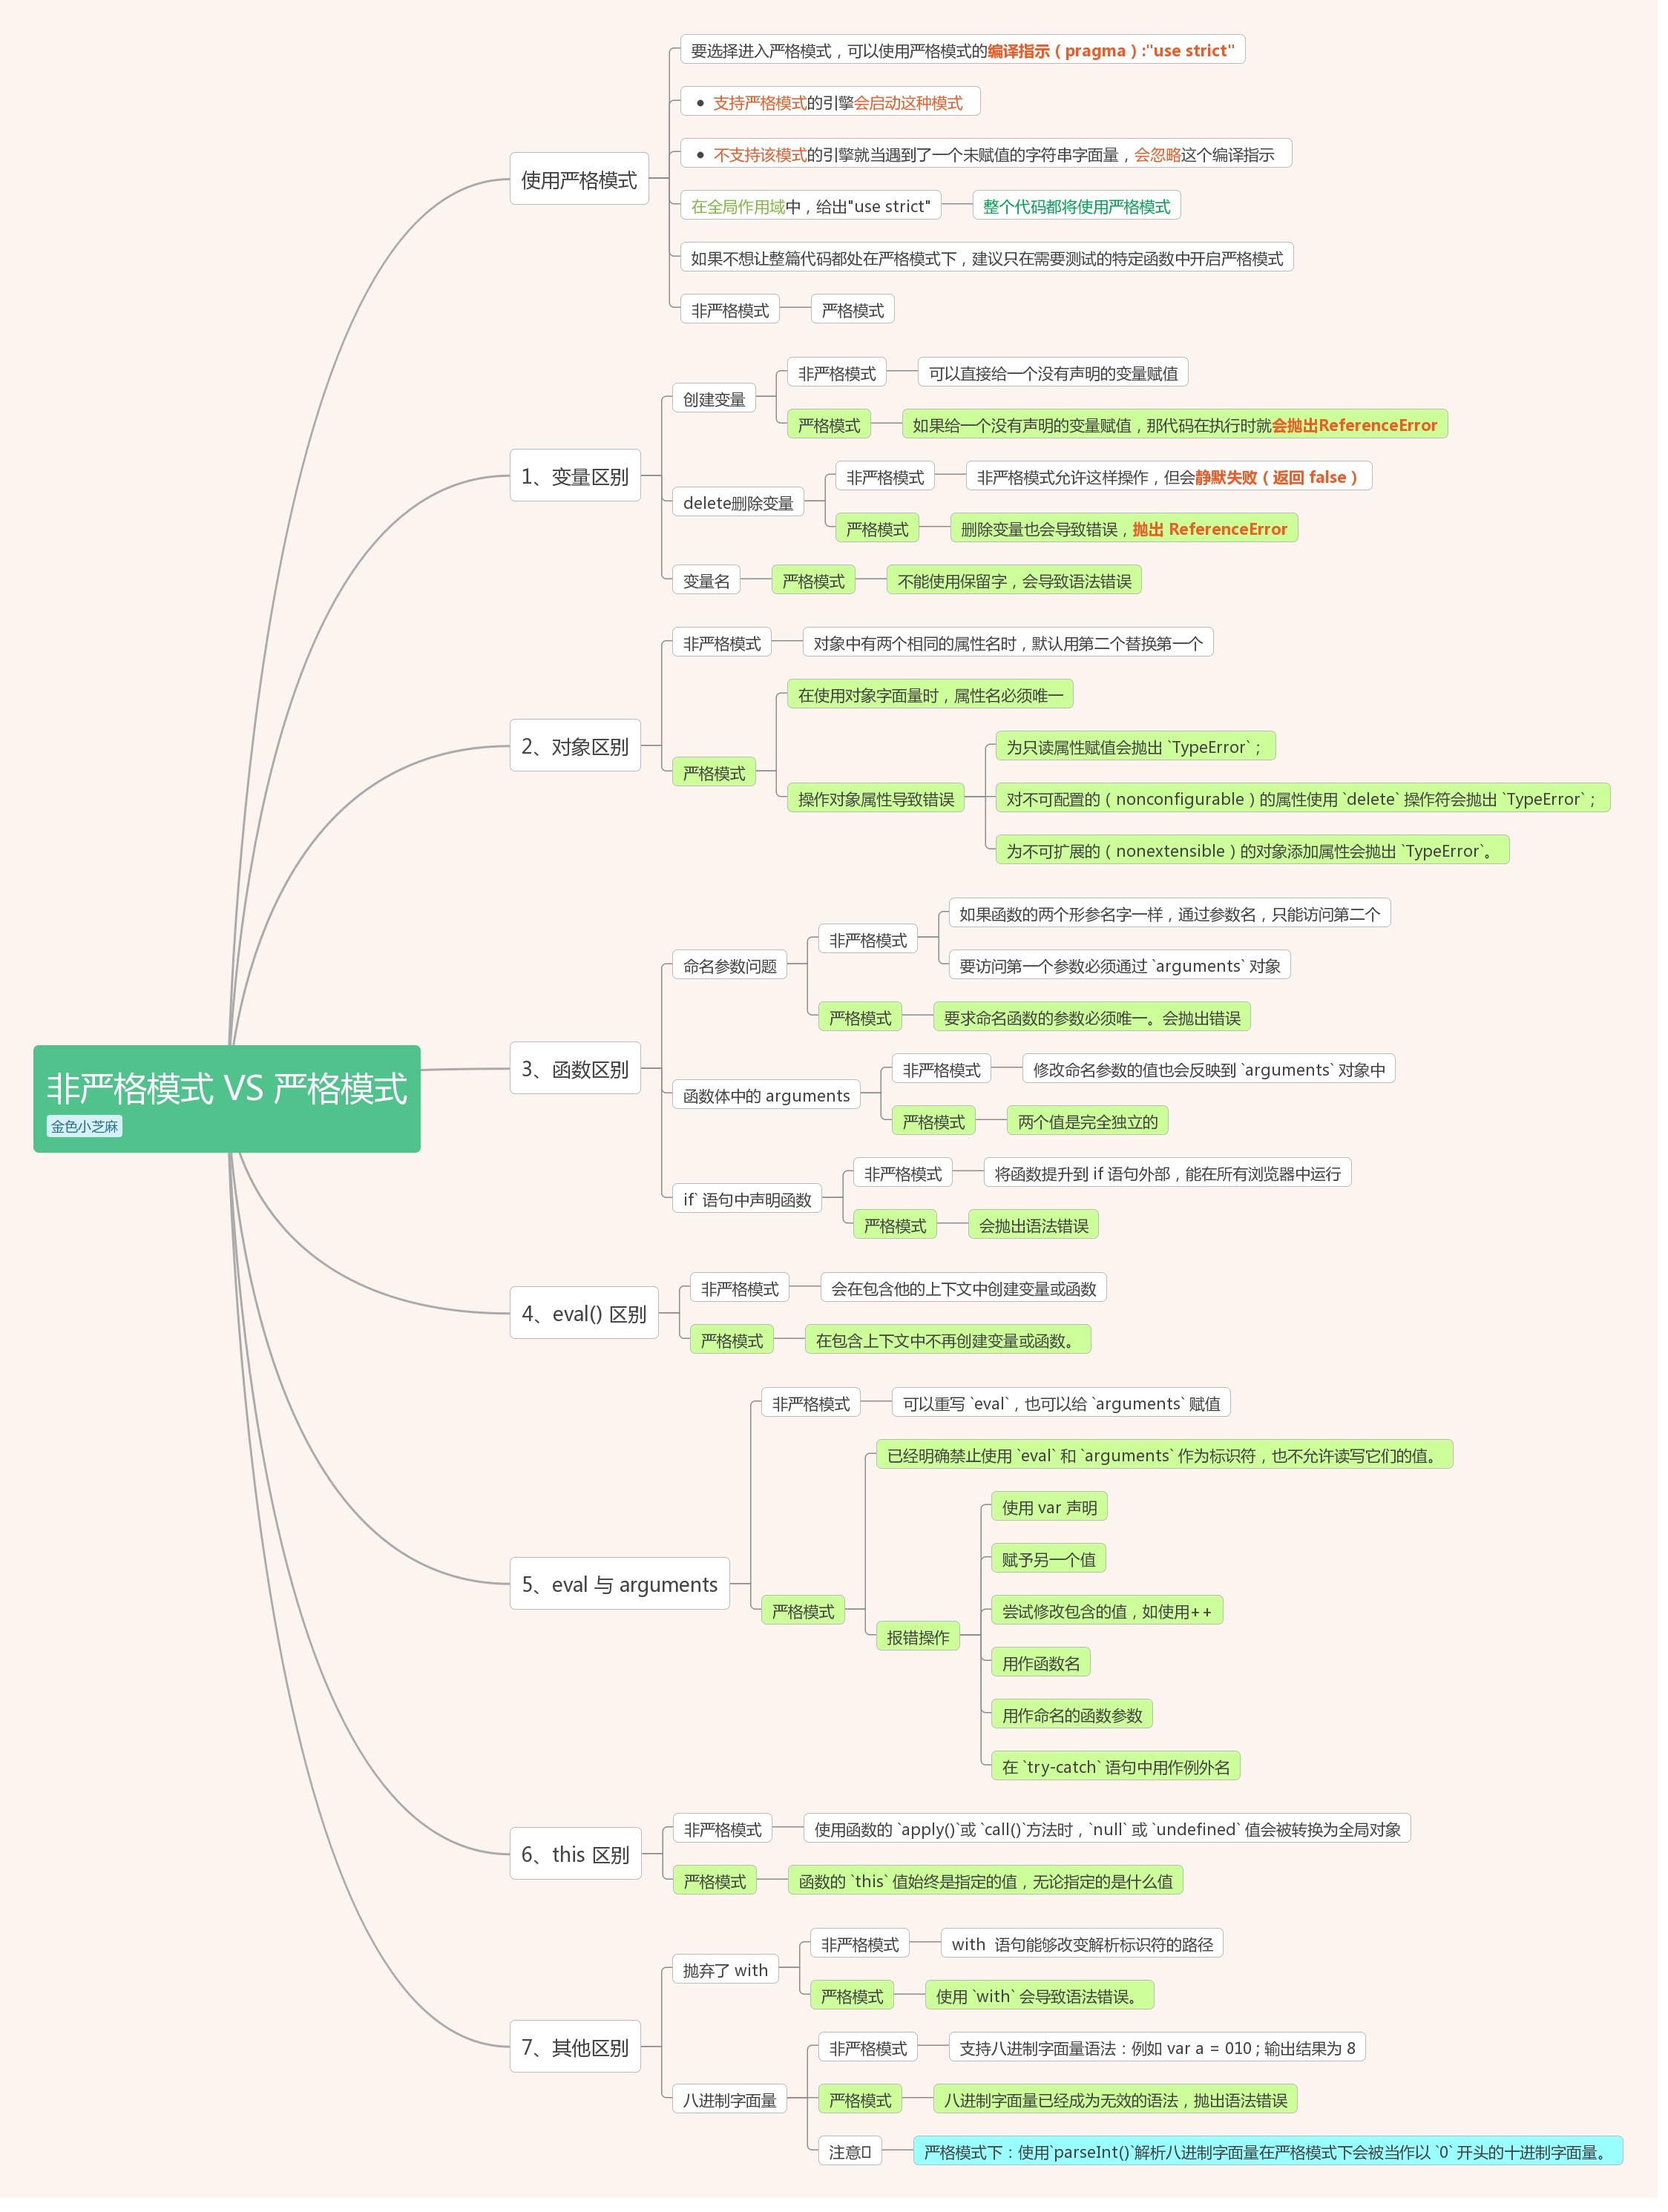 要选择进入严格模式，可以使用严格模式的编译指示（pragma）:"use strict"
• 支持严格模式的引擎会启动这种模式
• 不支持该模式的引擎就当遇到了一个未赋值的字符串字面量，会忽略这个编译指示
使用严格模式
在全局作用域中，给出"use strict"
整个代码都将使用严格模式
如果不想让整篇代码都处在严格模式下，建议只在需要测试的特定函数中开启严格模式
非严格模式
严格模式
创建变量
非严格模式
可以直接给一个没有声明的变量赋值
严格模式
如果给一个没有声明的变量赋值，那代码在执行时就会抛出ReferenceError
1、变量区别
delete删除变量
非严格模式
非严格模式允许这样操作，但会静默失败（返回 false）
严格模式
删除变量也会导致错误，抛出 ReferenceError
变量名
严格模式
不能使用保留字，会导致语法错误
非严格模式
对象中有两个相同的属性名时，默认用第二个替换第一个
2、对象区别
严格模式
在使用对象字面量时，属性名必须唯一
操作对象属性导致错误
为只读属性赋值会抛出 `TypeError`；
对不可配置的（nonconfigurable）的属性使用 `delete` 操作符会抛出 `TypeError`；
为不可扩展的（nonextensible）的对象添加属性会抛出 `TypeError`。
命名参数问题
非严格模式
如果函数的两个形参名字一样，通过参数名，只能访问第二个
要访问第一个参数必须通过 `arguments` 对象
严格模式
要求命名函数的参数必须唯一。会抛出错误
3、函数区别
函数体中的 arguments
非严格模式
修改命名参数的值也会反映到 `arguments` 对象中
严格模式
两个值是完全独立的
if` 语句中声明函数
非严格模式
将函数提升到 if 语句外部，能在所有浏览器中运行
严格模式
会抛出语法错误
非严格模式 VS 严格模式
金色小芝麻
4、eval() 区别
非严格模式
会在包含他的上下文中创建变量或函数
严格模式
在包含上下文中不再创建变量或函数。
非严格模式
可以重写 `eval`，也可以给 `arguments` 赋值
5、eval 与 arguments
严格模式
已经明确禁止使用 `eval` 和 `arguments` 作为标识符，也不允许读写它们的值。
报错操作
使用 var 声明
赋予另一个值
尝试修改包含的值，如使用++
用作函数名
用作命名的函数参数
在 `try-catch` 语句中用作例外名
6、this 区别
非严格模式
使用函数的 `apply()`或 `call()`方法时，`null` 或 `undefined` 值会被转换为全局对象
严格模式
函数的 `this` 值始终是指定的值，无论指定的是什么值
抛弃了 with
非严格模式
with 语句能够改变解析标识符的路径
严格模式
使用 `with` 会导致语法错误。
7、其他区别
八进制字面量
非严格模式
支持八进制字面量语法：例如 var a = 010 ; 输出结果为 8
严格模式
八进制字面量已经成为无效的语法，抛出语法错误
注意
严格模式下：使用`parseInt()`解析八进制字面量在严格模式下会被当作以 `0` 开头的十进制字面量。